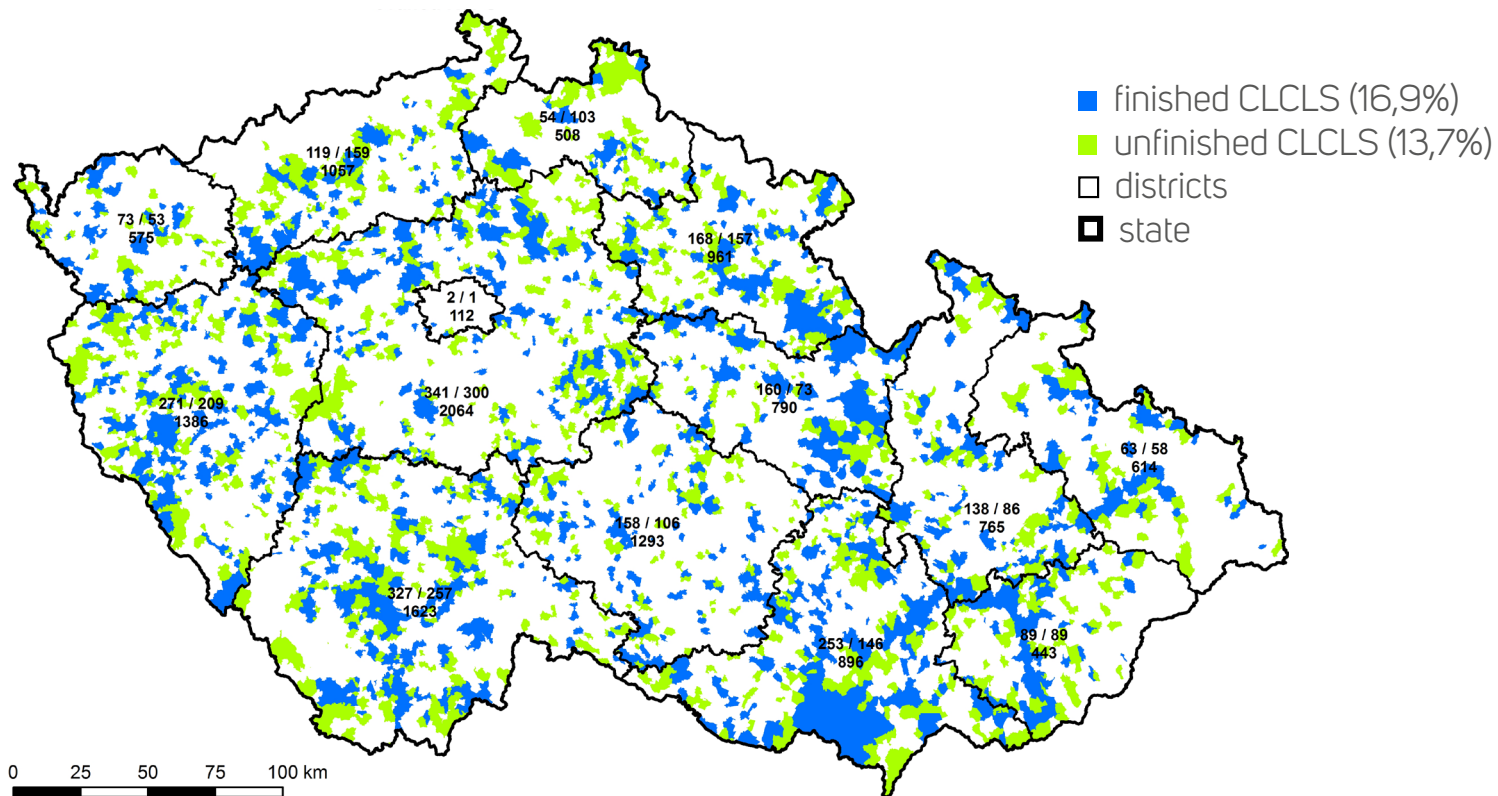 finished CLCLS (16,9%)
unfinished CLCLS (13,7%)
districts
state
54 / 103
508
119 / 159
1057
73 / 53
575
168 / 157
961
2 / 1
112
341 / 300
2064
160 / 73
790
271 / 209
1386
63 / 58
614
138 / 86
765
158 / 106
1293
327 / 257
1623
253 / 146
896
89 / 89
443
0 25 50 75 100 km